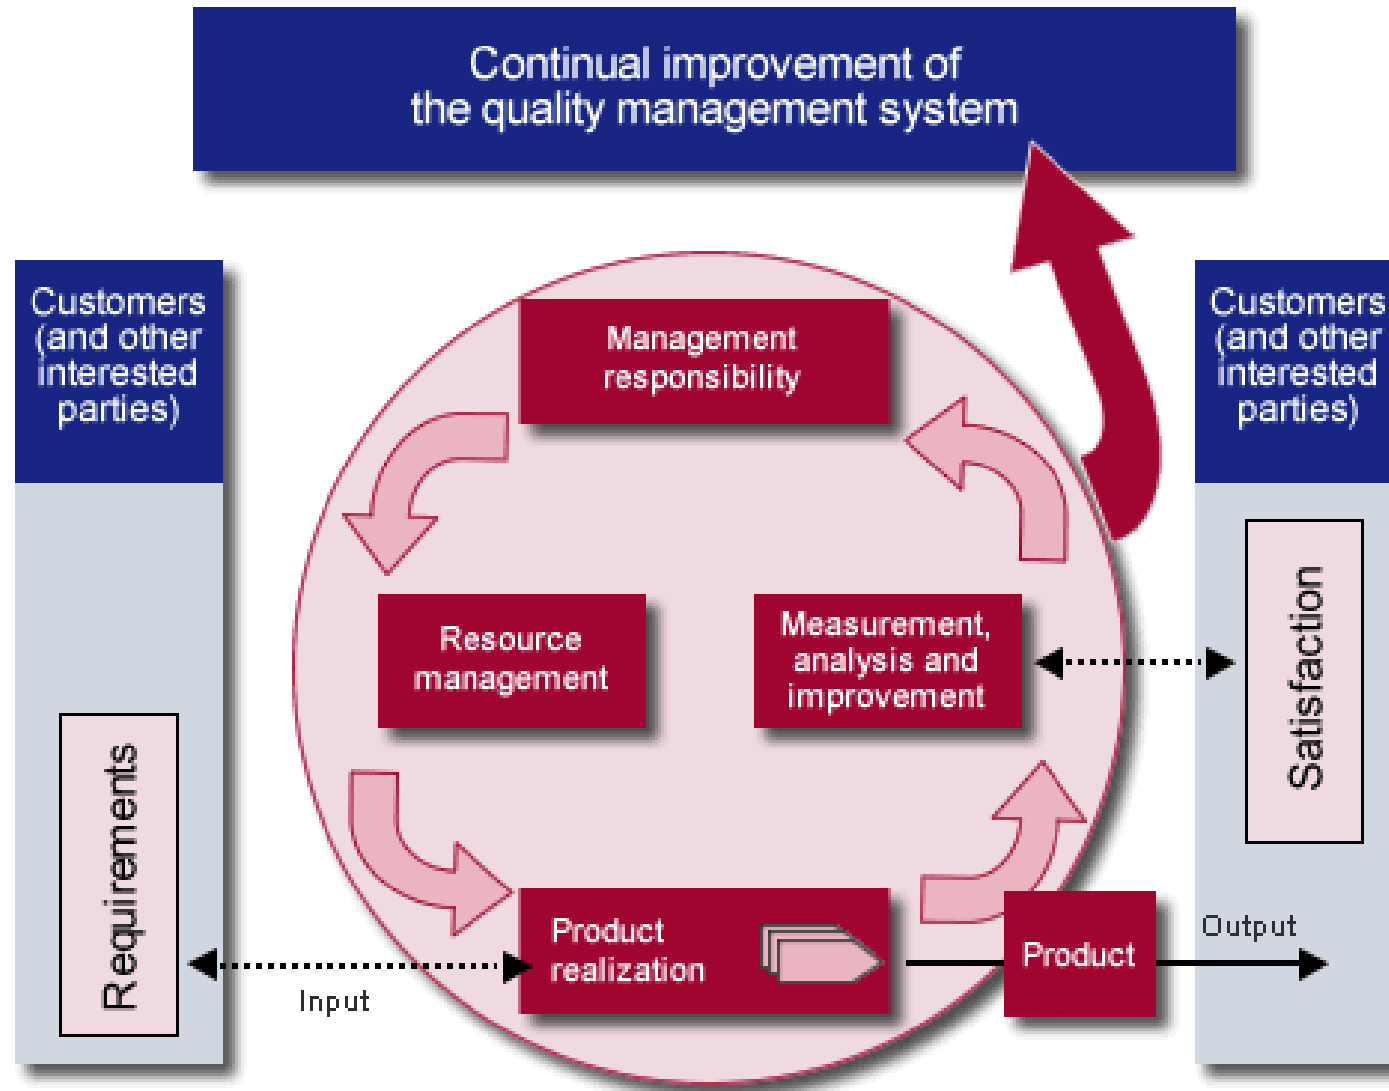 Continual improvement of
the quality management system
Customers
(and other
interested
parties)
Requirements
Management
responsibility
Resource
management
Measurement,
analysis and
improvement
Product
realization
Input
Product
Output
Customers
(and other
interested
parties)
Satisfaction